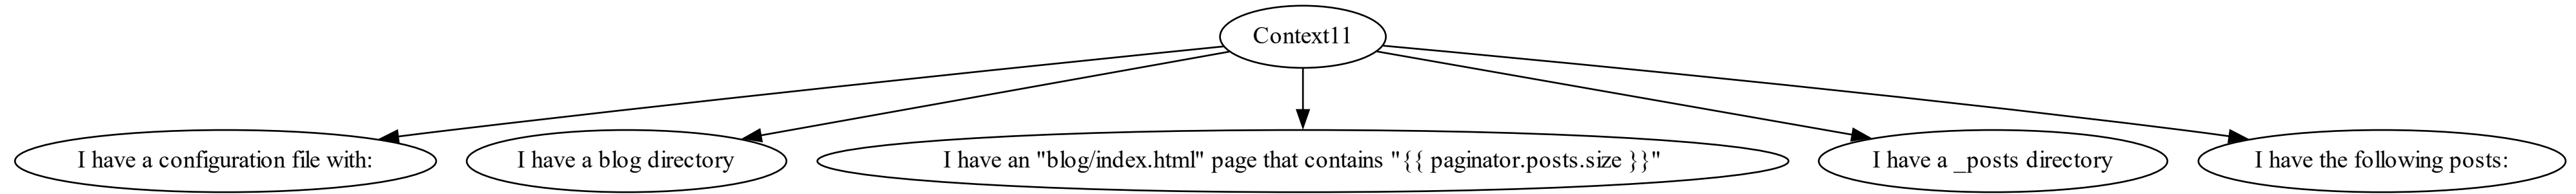 Context11
I have a configuration file with:
I have a blog directory
I have an "blog/index.html" page that contains "{{ paginator.posts.size }}"
I have a _posts directory
I have the following posts: